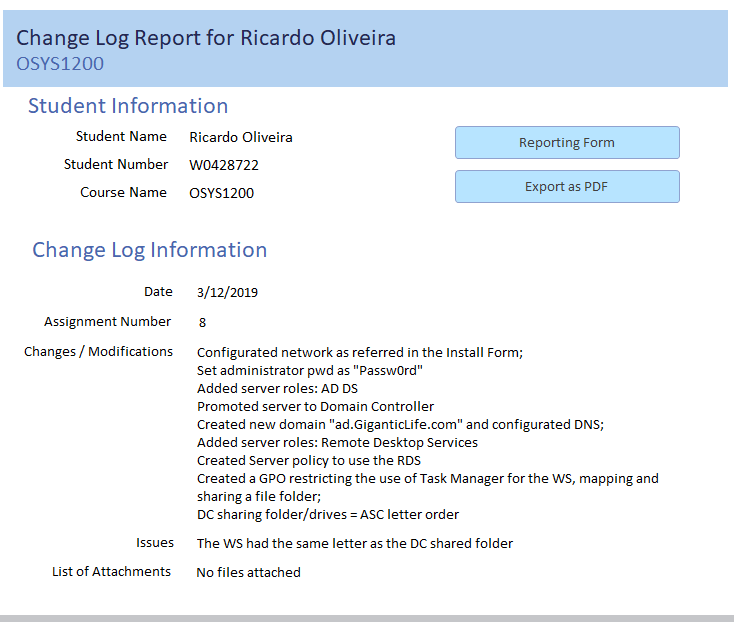 Change Log Report for Ricardo Oliveira
OSYS1200
Student Information
Student Name Ricardo Oliveira
Reporting Form
Student Number W0428722
Export as PDF
Course Name OSYS1200
Change Log Information
Date 3/12/2019
Assignment Number 8
Changes / Modifications Configurated network as referred in the Install Form;
Set administrator pwd as "Passw0rd"
Added server roles: AD DS
Promoted server to Domain Controller
Created new domain "ad.GiganticLife.com" and configurated DNS;
Added server roles: Remote Desktop Services
Created Server policy to use the RDS
Created a GPO restricting the use of Task Manager for the WS, mapping and
sharing a file folder;
DC sharing folder/drives = ASC letter order
Issues The WS had the same letter as the DC shared folder
List of Attachments No files attached